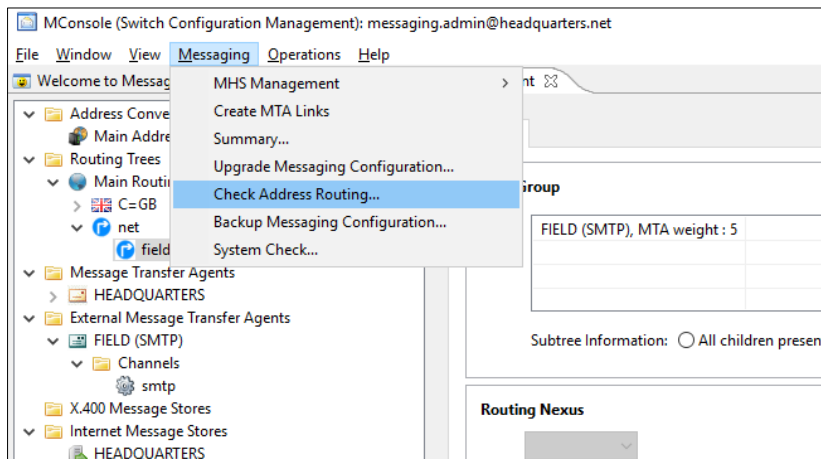 MConsole (Switch Configuration Management): messaging.admin@headquarters.net
File Window View Messaging Operations Help
Welcome to Messag
nt
MHS Management
Create MTA Links
Summary...
Upgrade Messaging Configuration...
Check Address Routing...
Backup Messaging Configuration...
System Check...
Address Conve
Main Addre
Routing Trees
Main Routi
C=GB
net
field
Message Transfer Agents
HEADQUARTERS
External Message Transfer Agents
FIELD (SMTP)
Channels
smtp
X.400 Message Stores
Internet Message Stores
HEADQUARTERS
Group
FIELD (SMTP), MTA weight : 5
Subtree Information: All children presen
Routing Nexus